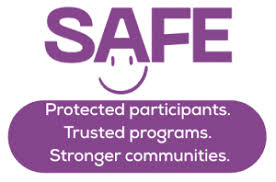 SAFE
Protected participants.
Trusted programs.
Stronger communities.